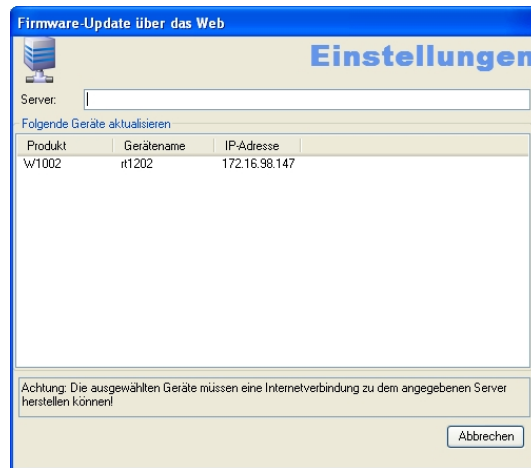 Firmware-Update über das Web
Einstellungen
Server:
Folgende Geräte aktualisieren
Produkt Gerätename IP-Adresse
W1002 rt1202 172.16.98.147
Achtung: Die ausgewählten Geräte müssen eine Internetverbindung zu dem angegebenen Server
herstellen können!
Abbrechen